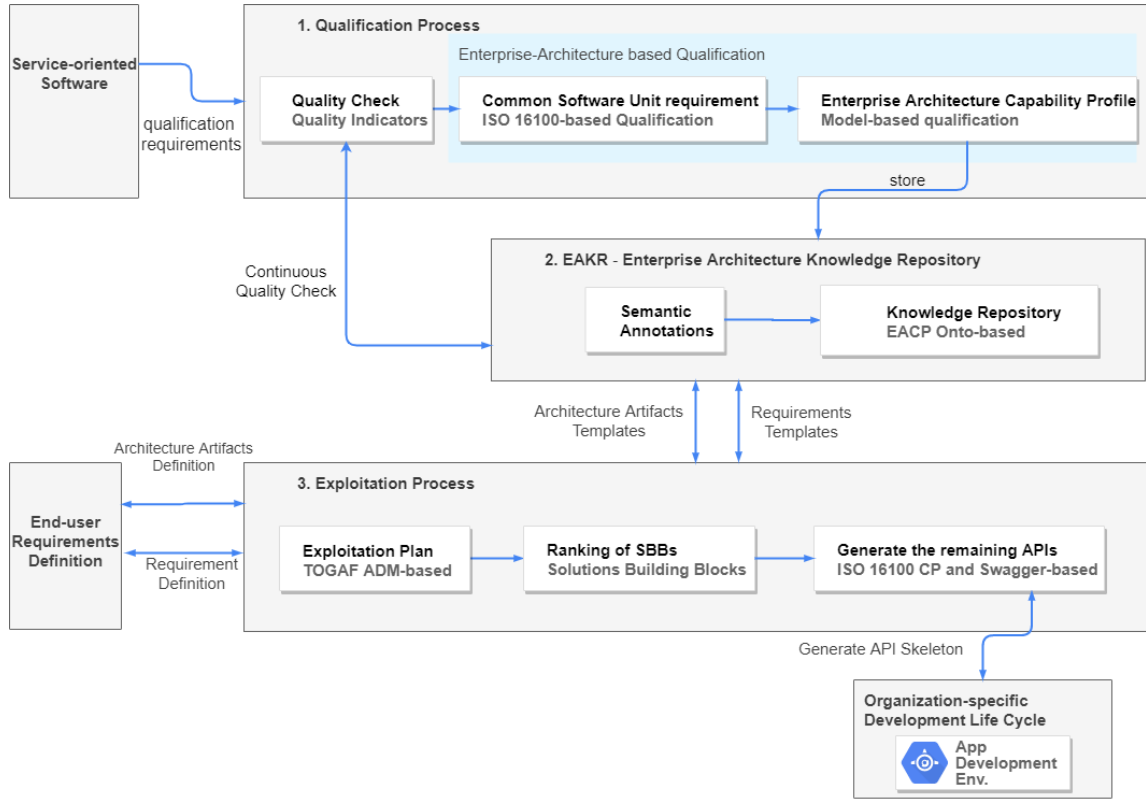 Service-oriented
Software
qualification
requirements
1. Qualification Process
Enterprise-Architecture based Qualification
Quality Check
Quality Indicators
Common Software Unit requirement
ISO 16100-based Qualification
Enterprise Architecture Capability Profile
Model-based qualification
store
Continuous
Quality Check
2. EAKR - Enterprise Architecture Knowledge Repository
Semantic
Annotations
Knowledge Repository
EACP Onto-based
Architecture Artifacts
Templates
Requirements
Templates
Architecture Artifacts
Definition
End-user
Requirements
Definition
Requirement
Definition
3. Exploitation Process
Exploitation Plan
TOGAF ADM-based
Ranking of SBBs
Solutions Building Blocks
Generate the remaining APIs
ISO 16100 CP and Swagger-based
Generate API Skeleton
Organization-specific
Development Life Cycle
App
Development
Env.